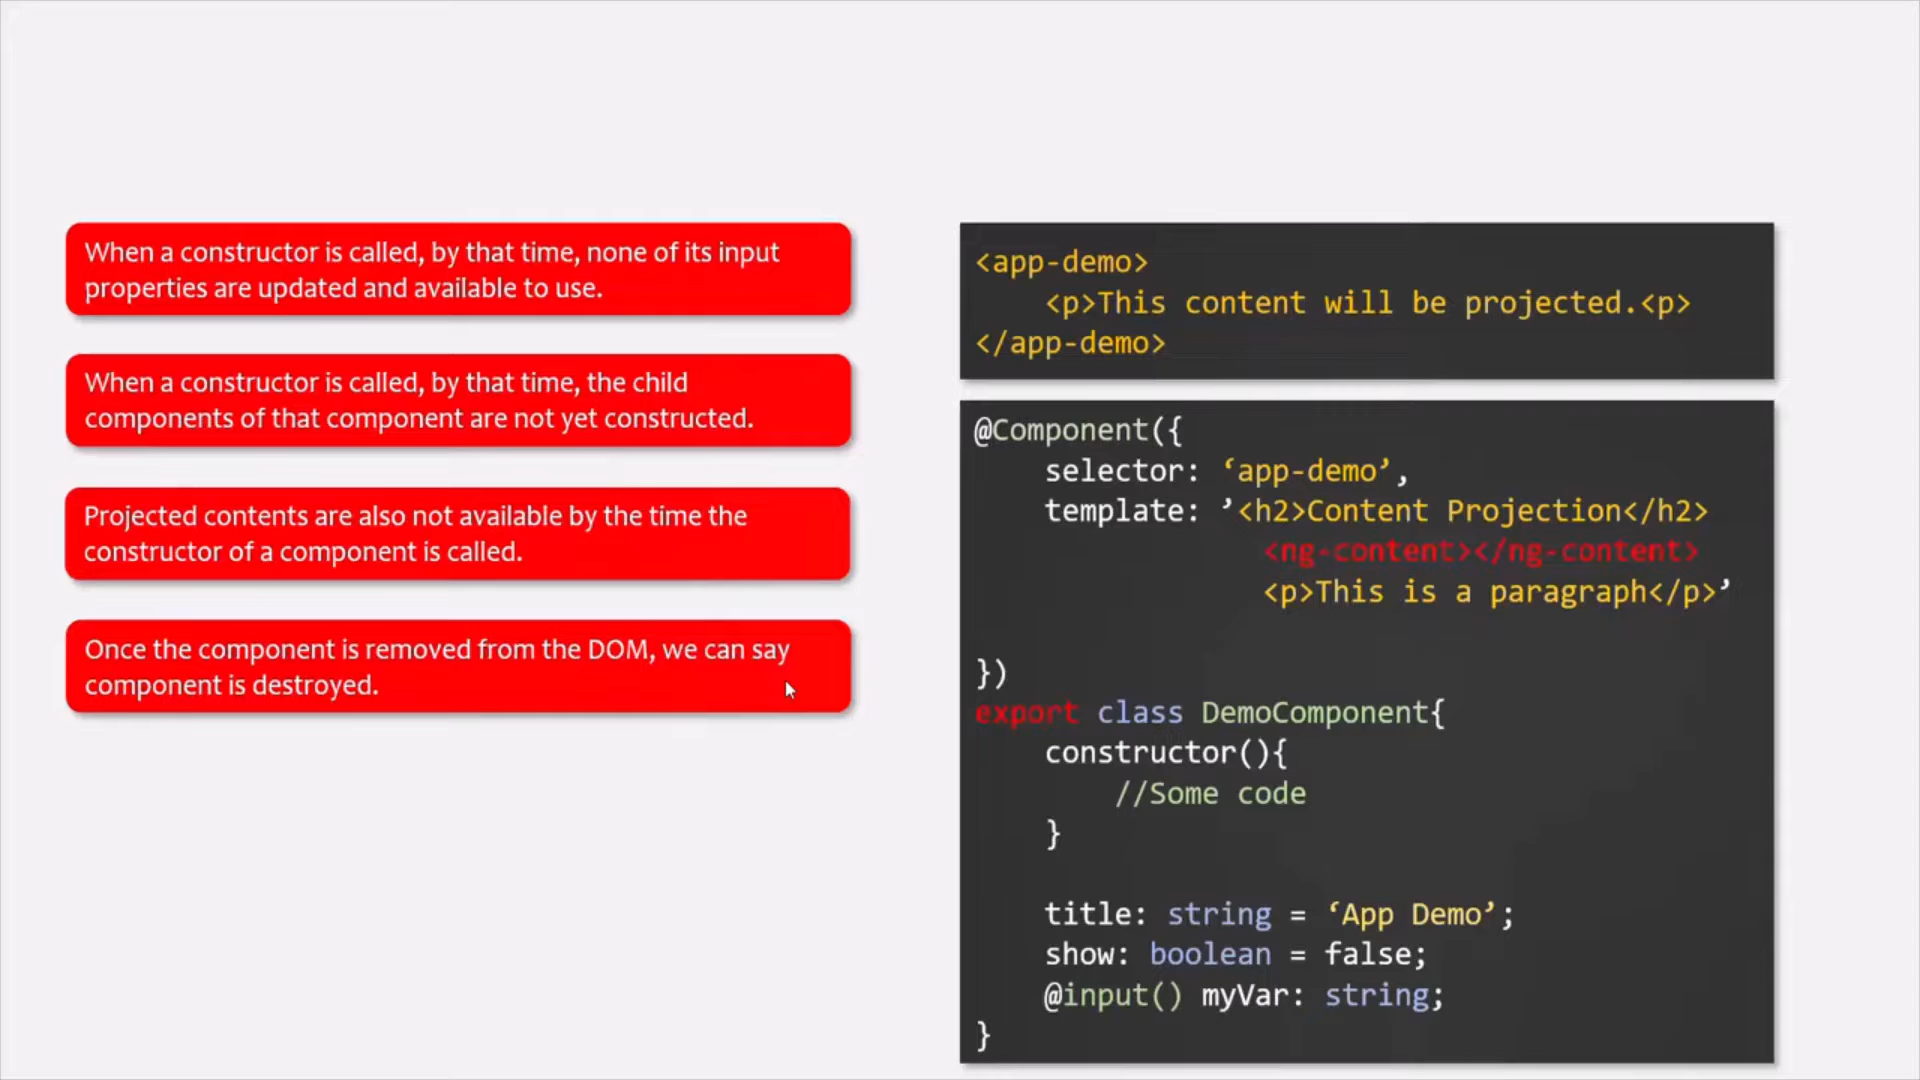 When a constructor is called, by that time, none of its input
properties are updated and available to use.
When a constructor is called, by that time, the child
components of that component are not yet constructed.
Projected contents are also not available by the time the
constructor of a component is called.
Once the component is removed from the DOM, we can say
component is destroyed.
<app-demo>
<p>This content will be projected.<p>
</app-demo>
@Component({
selector: ‘app-demo’,
template: ’<h2>Content Projection</h2>
<ng-content></ng-content>
<p>This is a paragraph</p>’
})
export class DemoComponent{
constructor(){
//Some code
}
title: string = ‘App Demo’;
show: boolean = false;
@input() myVar: string;
}